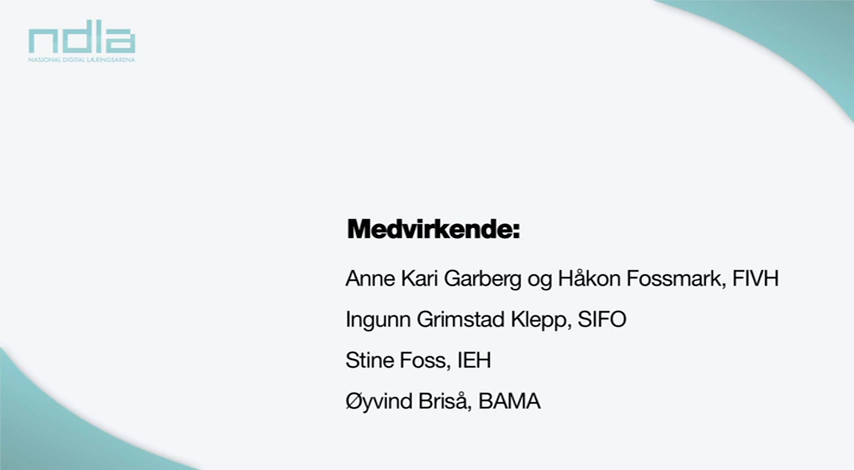 ndla
NASJONAL DIGITAL LÆRINGSARENA
Medvirkende:
Anne Kari Garberg og Håkon Fossmark, FIVH
Ingunn Grimstad Klepp, SIFO
Stine Foss, IEH
Øyvind Briså, BAMA